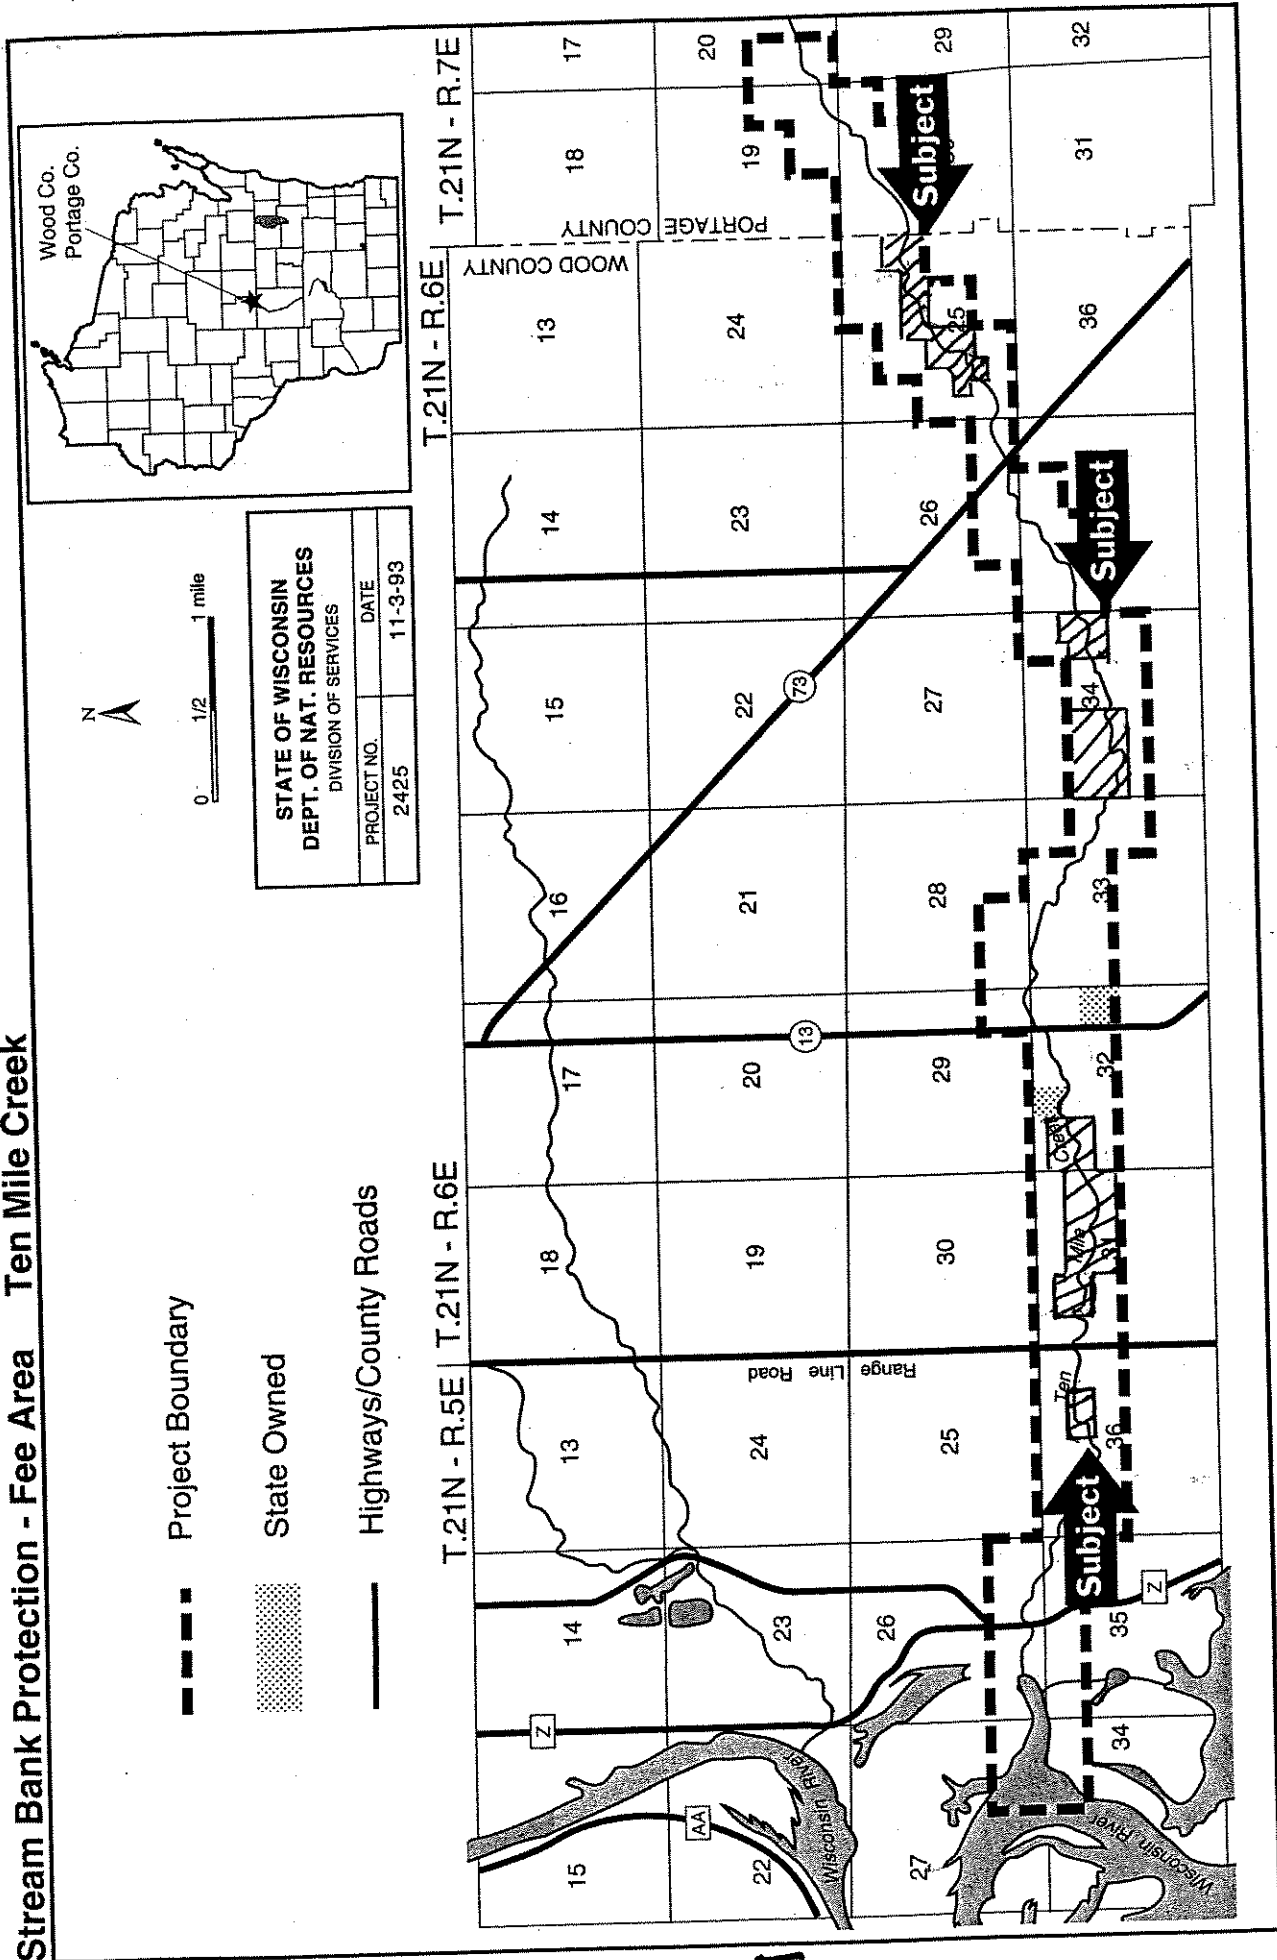 Stream Bank Protection - Fee Area Ten Mile Creek
Project Boundary
State Owned
Highways/County Roads
N
0 1/2 1 mile
STATE OF WISCONSIN
DEPT. OF NAT. RESOURCES
DIVISION OF SERVICES
PROJECT NO. DATE
2425 11-3-93
Wood Co.
Portage Co.
T.21N - R.5E T.21N - R.6E T.21N - R.6E T.21N - R.7E
WOOD COUNTY
PORTAGE COUNTY
15 Z 14 13 18 17 16 15 14 13 18 17
AA
22 23 24 19 20 21 22 23 24 19 20
13
73
Wisconsin River
Range Line Road
27 26 25 30 29 28 27 26 25 29
Subject
Ten Mile Creek
34 35 36 31 32 33 34 36 31 32
Z
Subject
Subject
Wisconsin River